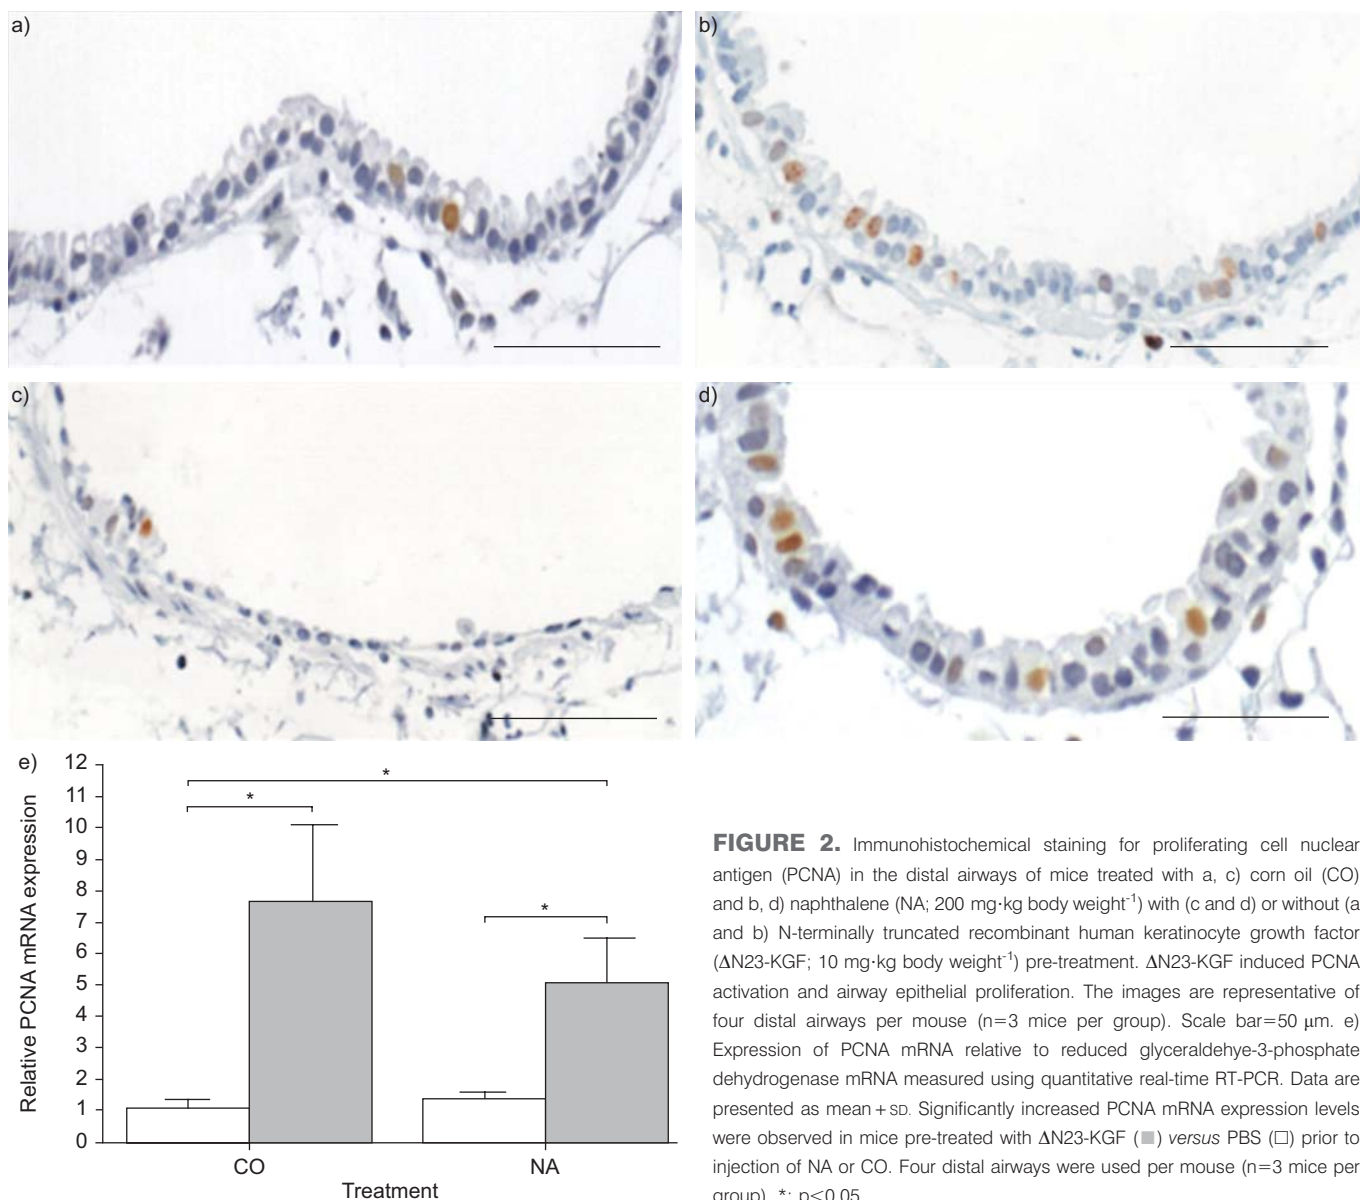 a)
b)
c)
d)
e)
12
11
10
9
8
7
6
5
4
3
2
1
0
Relative PCNA mRNA expression
*
*
*
CO
NA
Treatment
FIGURE 2. Immunohistochemical staining for proliferating cell nuclear
antigen (PCNA) in the distal airways of mice treated with a, c) corn oil (CO)
and b, d) naphthalene (NA; 200 mg·kg body weight⁻¹) with (c and d) or without (a
and b) N-terminally truncated recombinant human keratinocyte growth factor
(ΔN23-KGF; 10 mg·kg body weight⁻¹) pre-treatment. ΔN23-KGF induced PCNA
activation and airway epithelial proliferation. The images are representative of
four distal airways per mouse (n=3 mice per group). Scale bar=50 μm. e)
Expression of PCNA mRNA relative to reduced glyceraldehye-3-phosphate
dehydrogenase mRNA measured using quantitative real-time RT-PCR. Data are
presented as mean + SD. Significantly increased PCNA mRNA expression levels
were observed in mice pre-treated with ΔN23-KGF (■) versus PBS (□) prior to
injection of NA or CO. Four distal airways were used per mouse (n=3 mice per
group). *: p<0.05.